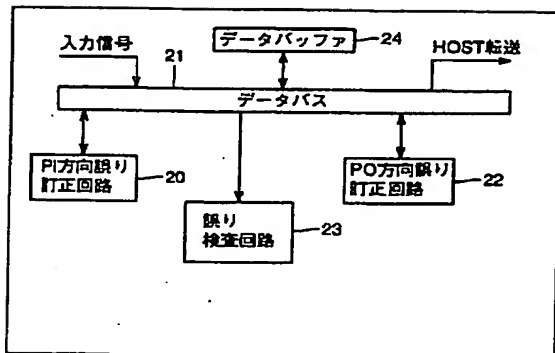 入力信号
21
データバッファ
24
HOST転送
データバス
PI方向誤り
訂正回路
20
誤り
検査回路
23
PO方向誤り
訂正回路
22